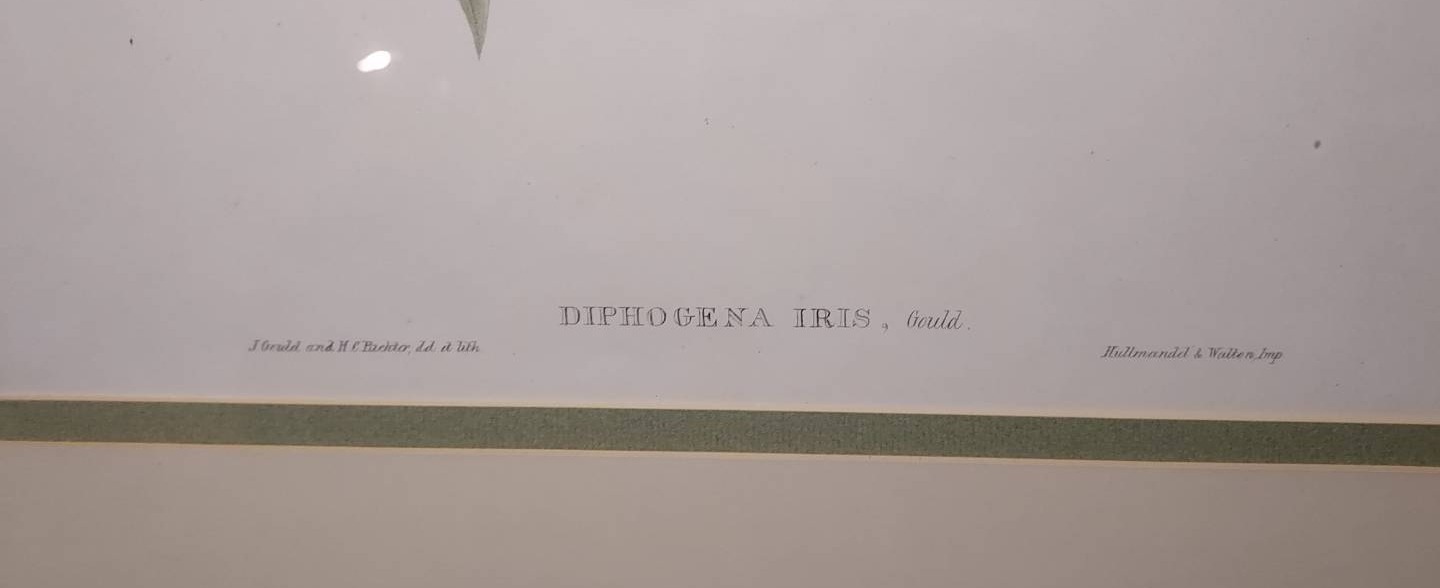 DIPHOGENA IRIS, Gould.
J. Gould and H. C. Richter, del. et lith.
Hullmandel & Walton, Imp.